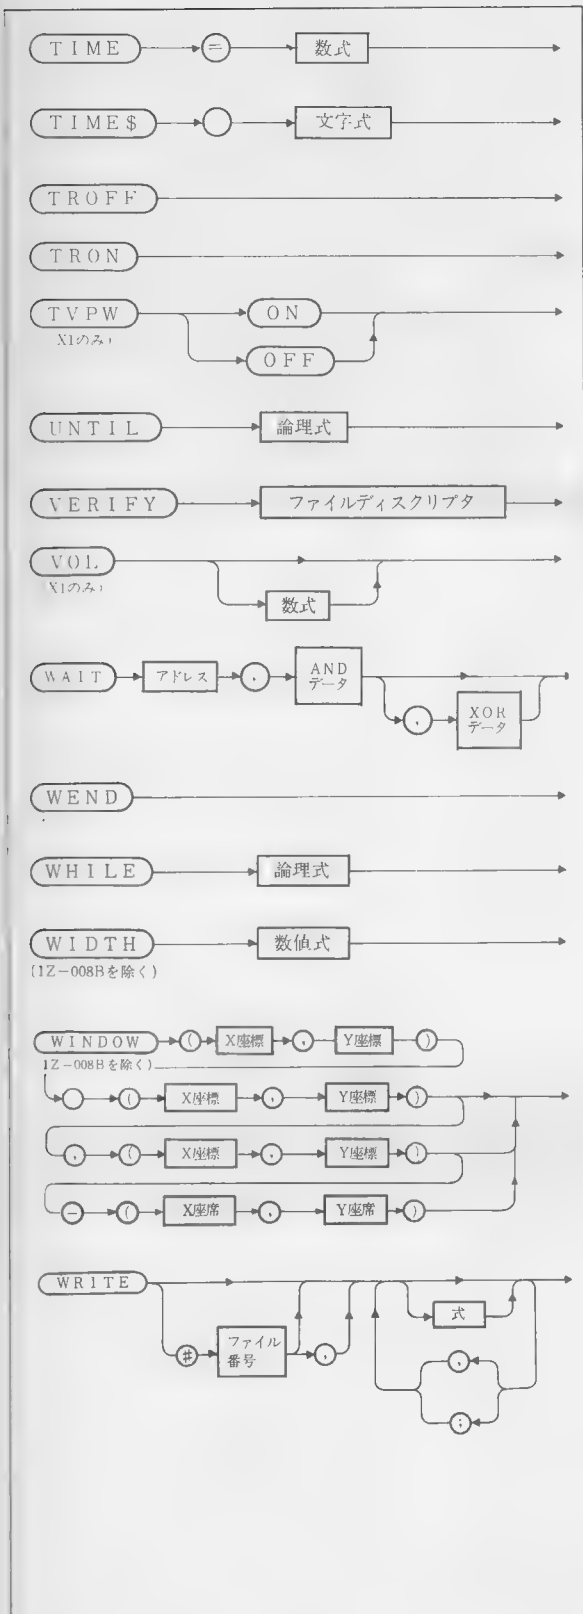 TIME = 数式
TIME$ 文字式
TROFF
TRON
TVPW ON
X1のみ) OFF
UNTIL 論理式
VERIFY ファイルディスクリプタ
VOL
X1のみ) 数式
WAIT アドレス , AND データ
, XOR データ
WEND
WHILE 論理式
WIDTH 数値式
(1Z-008Bを除く)
WINDOW ( X座標 , Y座標 )
1Z-008Bを除く)
( X座標 , Y座標 )
, ( X座標 , Y座標 )
- ( X座席 , Y座席 )
WRITE
式
# ファイル番号 ,
,
;